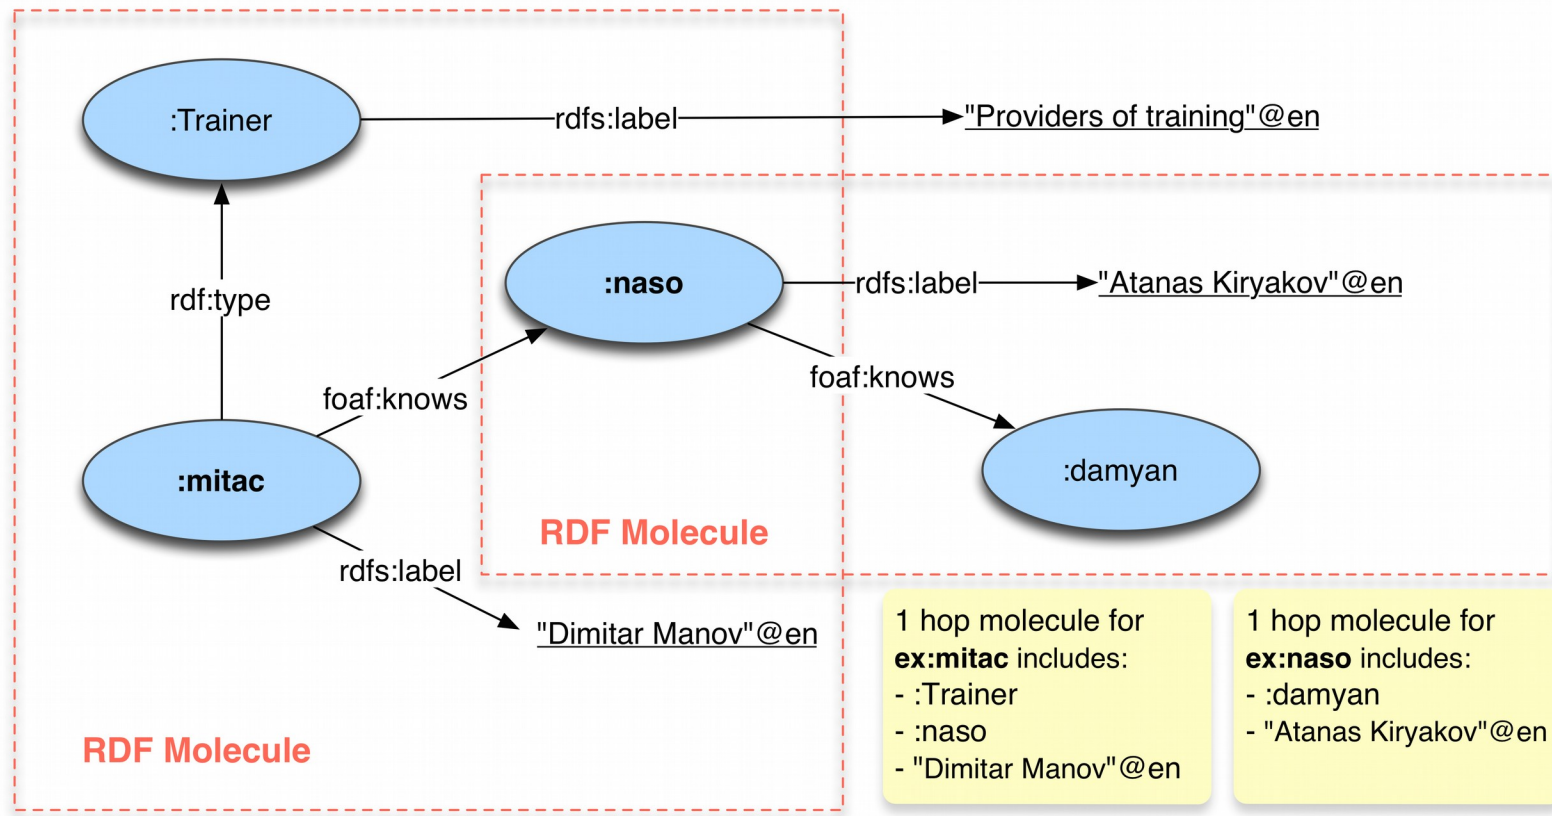 :Trainer
rdfs:label
"Providers of training"@en
:naso
rdfs:label
"Atanas Kiryakov"@en
rdf:type
foaf:knows
foaf:knows
:mitac
:damyan
RDF Molecule
rdfs:label
"Dimitar Manov"@en
RDF Molecule
1 hop molecule for
ex:mitac includes:
- :Trainer
- :naso
- "Dimitar Manov"@en
1 hop molecule for
ex:naso includes:
- :damyan
- "Atanas Kiryakov"@en